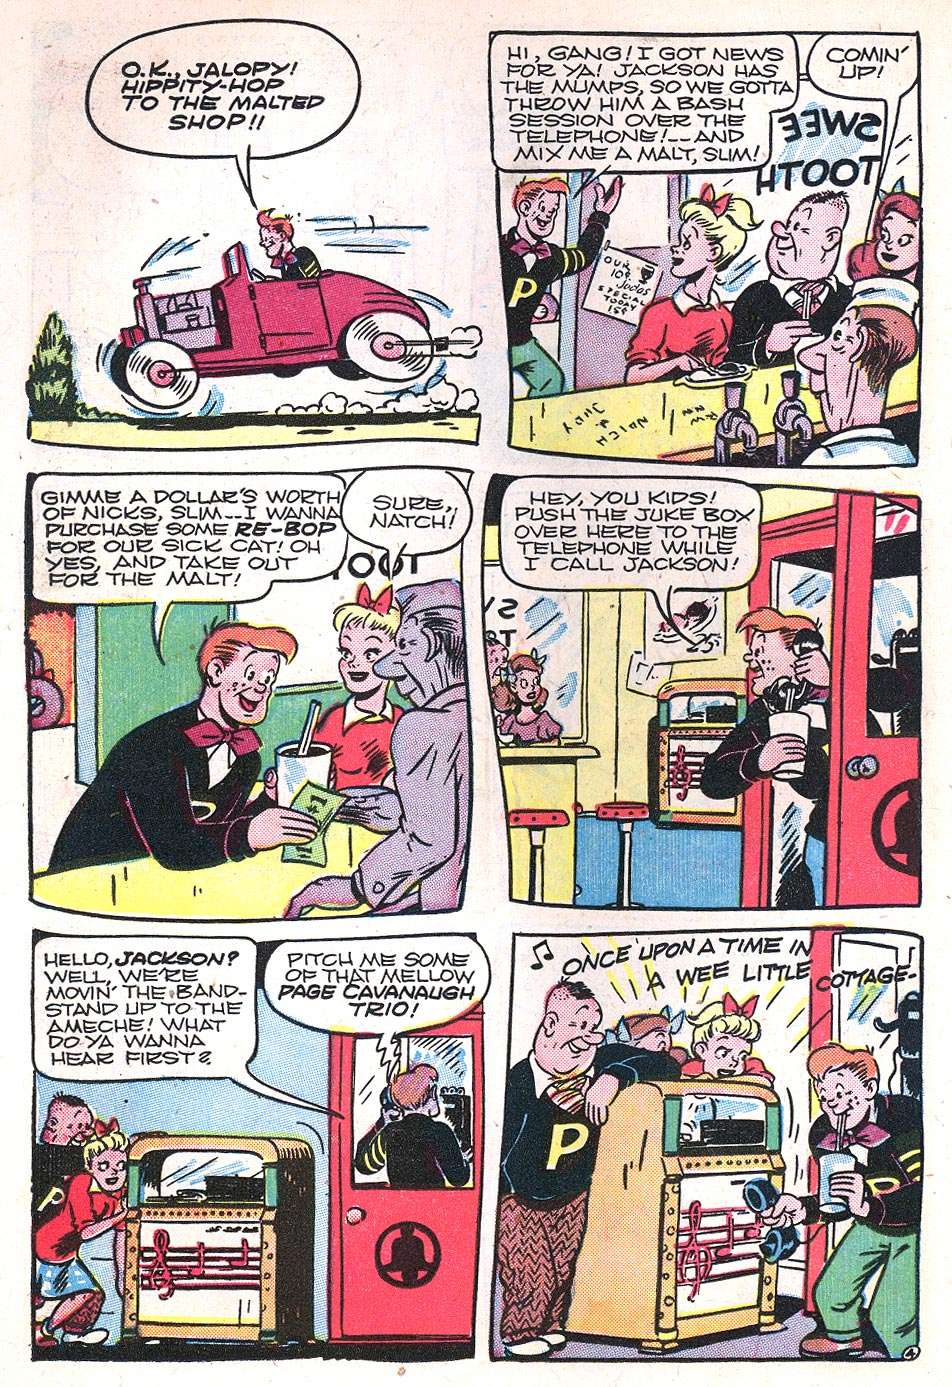 O.K., JALOPY!
HIPPITY-HOP
TO THE MALTED
SHOP!!
HI, GANG! I GOT NEWS
FOR YA! JACKSON HAS
THE MUMPS, SO WE GOTTA
THROW HIM A BASH
SESSION OVER THE
TELEPHONE!--AND
MIX ME A MALT, SLIM!
COMIN'
UP!
SWEE
TOOTH
OUR
10¢
Sodas
SPECIAL
TODAY
15¢
P
JUDY
GIMME A DOLLAR'S WORTH
OF NICKS, SLIM--I WANNA
PURCHASE SOME RE-BOP
FOR OUR SICK CAT! OH
YES, AND TAKE OUT
FOR THE MALT!
SURE,
NATCH!
TOOT
HEY, YOU KIDS!
PUSH THE JUKE BOX
OVER HERE TO THE
TELEPHONE WHILE
I CALL JACKSON!
HELLO, JACKSON?
WELL, WE'RE
MOVIN' THE BAND-
STAND UP TO THE
AMECHE! WHAT
DO YA WANNA
HEAR FIRST?
PITCH ME SOME
OF THAT MELLOW
PAGE CAVANAUGH
TRIO!
P
ONCE UPON A TIME IN
A WEE LITTLE COTTAGE-
P
4